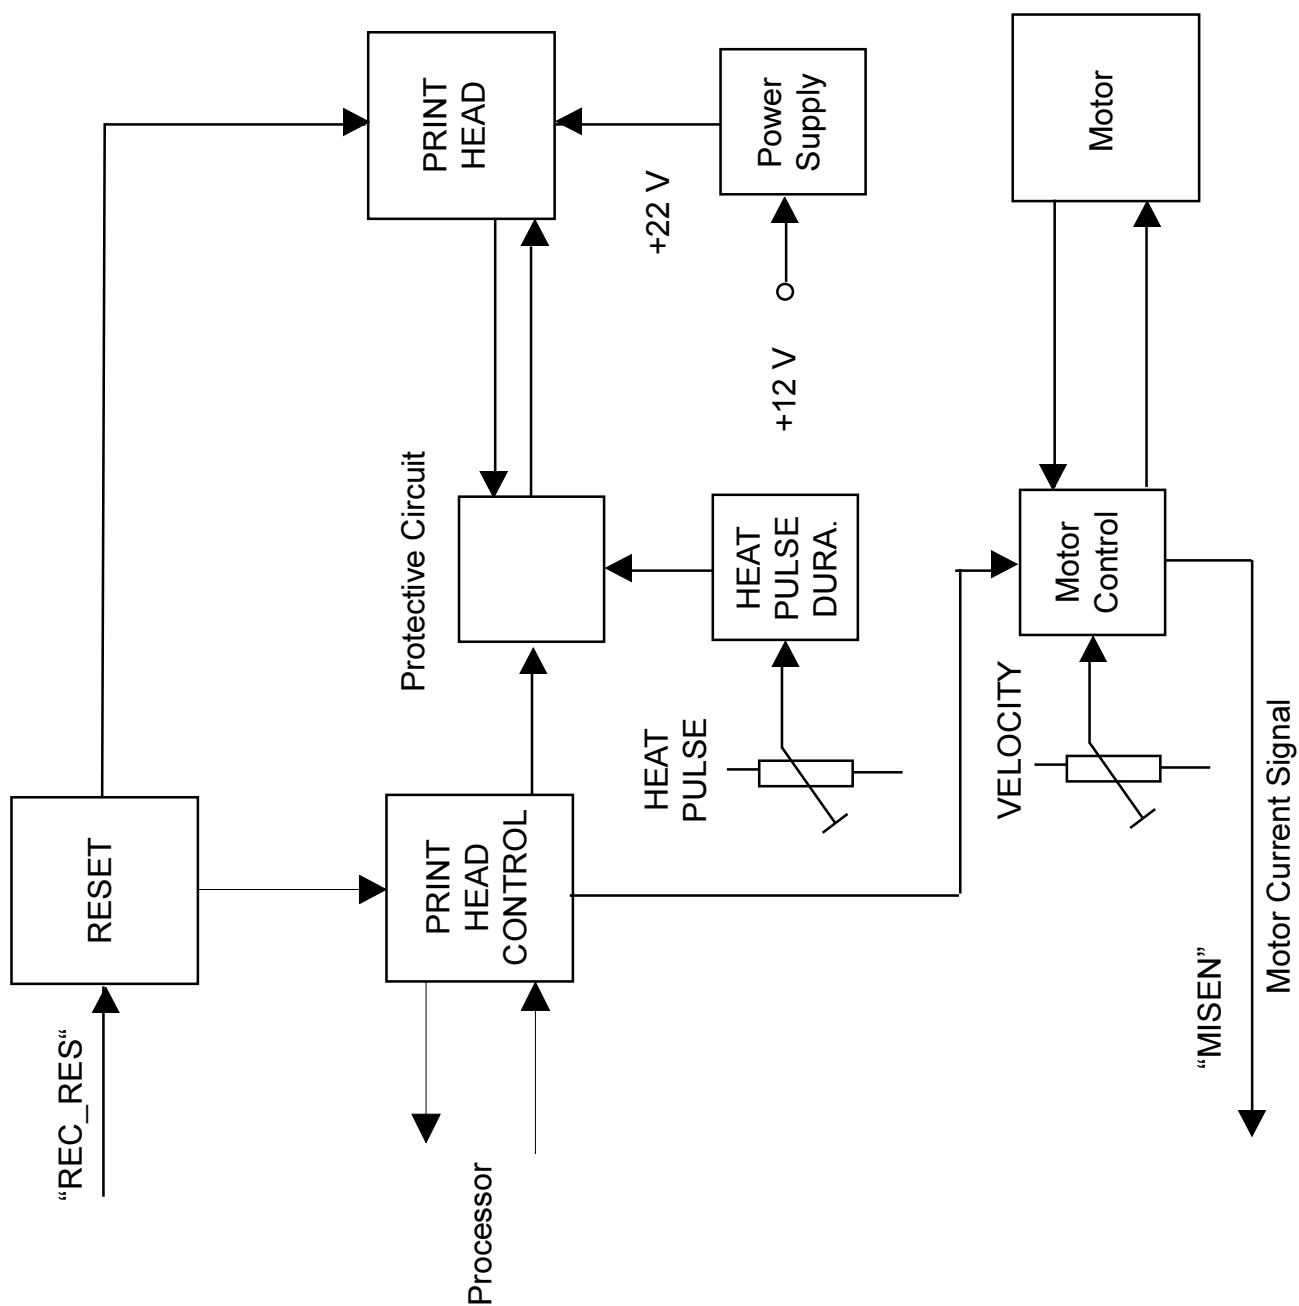 “REC_RES”
RESET
Processor
PRINT
HEAD
CONTROL
Protective Circuit
PRINT
HEAD
HEAT
PULSE
HEAT
PULSE
DURA.
+22 V
+12 V
Power
Supply
VELOCITY
Motor
Control
Motor
“MISEN”
Motor Current Signal